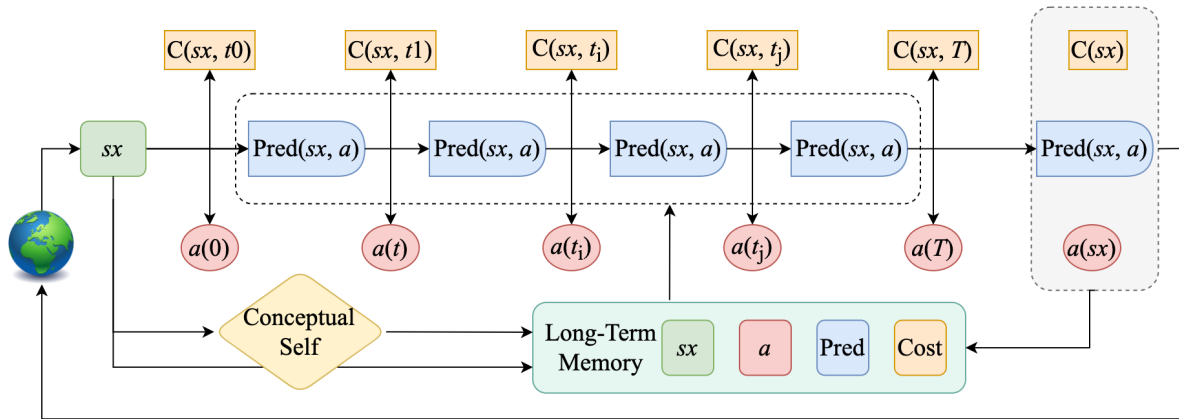 C(sx, t0) C(sx, t1) C(sx, tᵢ) C(sx, tⱼ) C(sx, T) C(sx)
sx Pred(sx, a) Pred(sx, a) Pred(sx, a) Pred(sx, a) Pred(sx, a)
a(0) a(t) a(tᵢ) a(tⱼ) a(T) a(sx)
Conceptual
Self
Long-Term
Memory
sx a Pred Cost